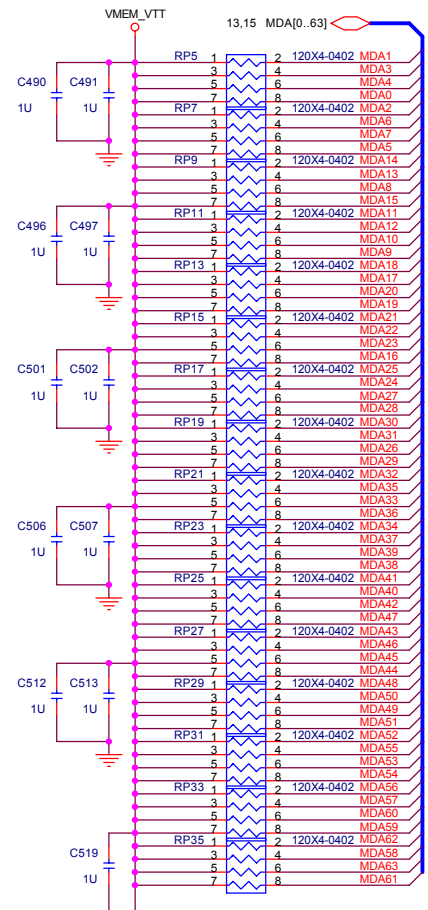 VMEM_VTT
13,15 MDA[0..63]
RP5 1 2 120X4-0402 MDA1
3 4 MDA3
C490 C491 5 6 MDA4
7 8 MDA0
1U 1U RP7 1 2 120X4-0402 MDA2
3 4 MDA6
5 6 MDA7
7 8 MDA5
RP9 1 2 120X4-0402 MDA14
3 4 MDA13
5 6 MDA8
7 8 MDA15
RP11 1 2 120X4-0402 MDA11
C496 C497 3 4 MDA12
5 6 MDA10
1U 1U 7 8 MDA9
RP13 1 2 120X4-0402 MDA18
3 4 MDA17
5 6 MDA20
7 8 MDA19
RP15 1 2 120X4-0402 MDA21
3 4 MDA22
5 6 MDA23
7 8 MDA16
C501 C502 RP17 1 2 120X4-0402 MDA25
3 4 MDA24
1U 1U 5 6 MDA27
7 8 MDA28
RP19 1 2 120X4-0402 MDA30
3 4 MDA31
5 6 MDA26
7 8 MDA29
RP21 1 2 120X4-0402 MDA32
3 4 MDA35
5 6 MDA33
7 8 MDA36
C506 C507 RP23 1 2 120X4-0402 MDA34
3 4 MDA37
1U 1U 5 6 MDA39
7 8 MDA38
RP25 1 2 120X4-0402 MDA41
3 4 MDA40
5 6 MDA42
7 8 MDA47
RP27 1 2 120X4-0402 MDA43
3 4 MDA46
5 6 MDA45
7 8 MDA44
C512 C513 RP29 1 2 120X4-0402 MDA48
3 4 MDA50
1U 1U 5 6 MDA49
7 8 MDA51
RP31 1 2 120X4-0402 MDA52
3 4 MDA55
5 6 MDA53
7 8 MDA54
RP33 1 2 120X4-0402 MDA56
3 4 MDA57
5 6 MDA60
7 8 MDA59
RP35 1 2 120X4-0402 MDA62
C519 3 4 MDA58
5 6 MDA63
1U 7 8 MDA61